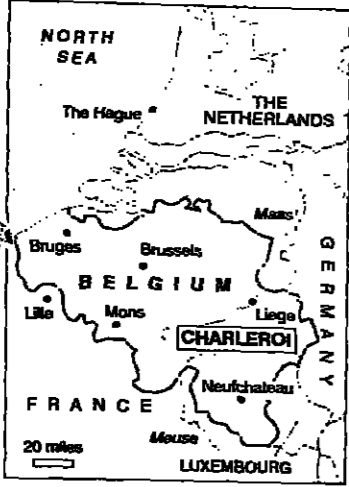 NORTH
SEA
The Hague
THE
NETHERLANDS
Maas
Bruges
Brussels
GERMANY
BELGIUM
Lille
Mons
Liege
CHARLEROI
Neufchateau
FRANCE
Meuse
20 miles
LUXEMBOURG